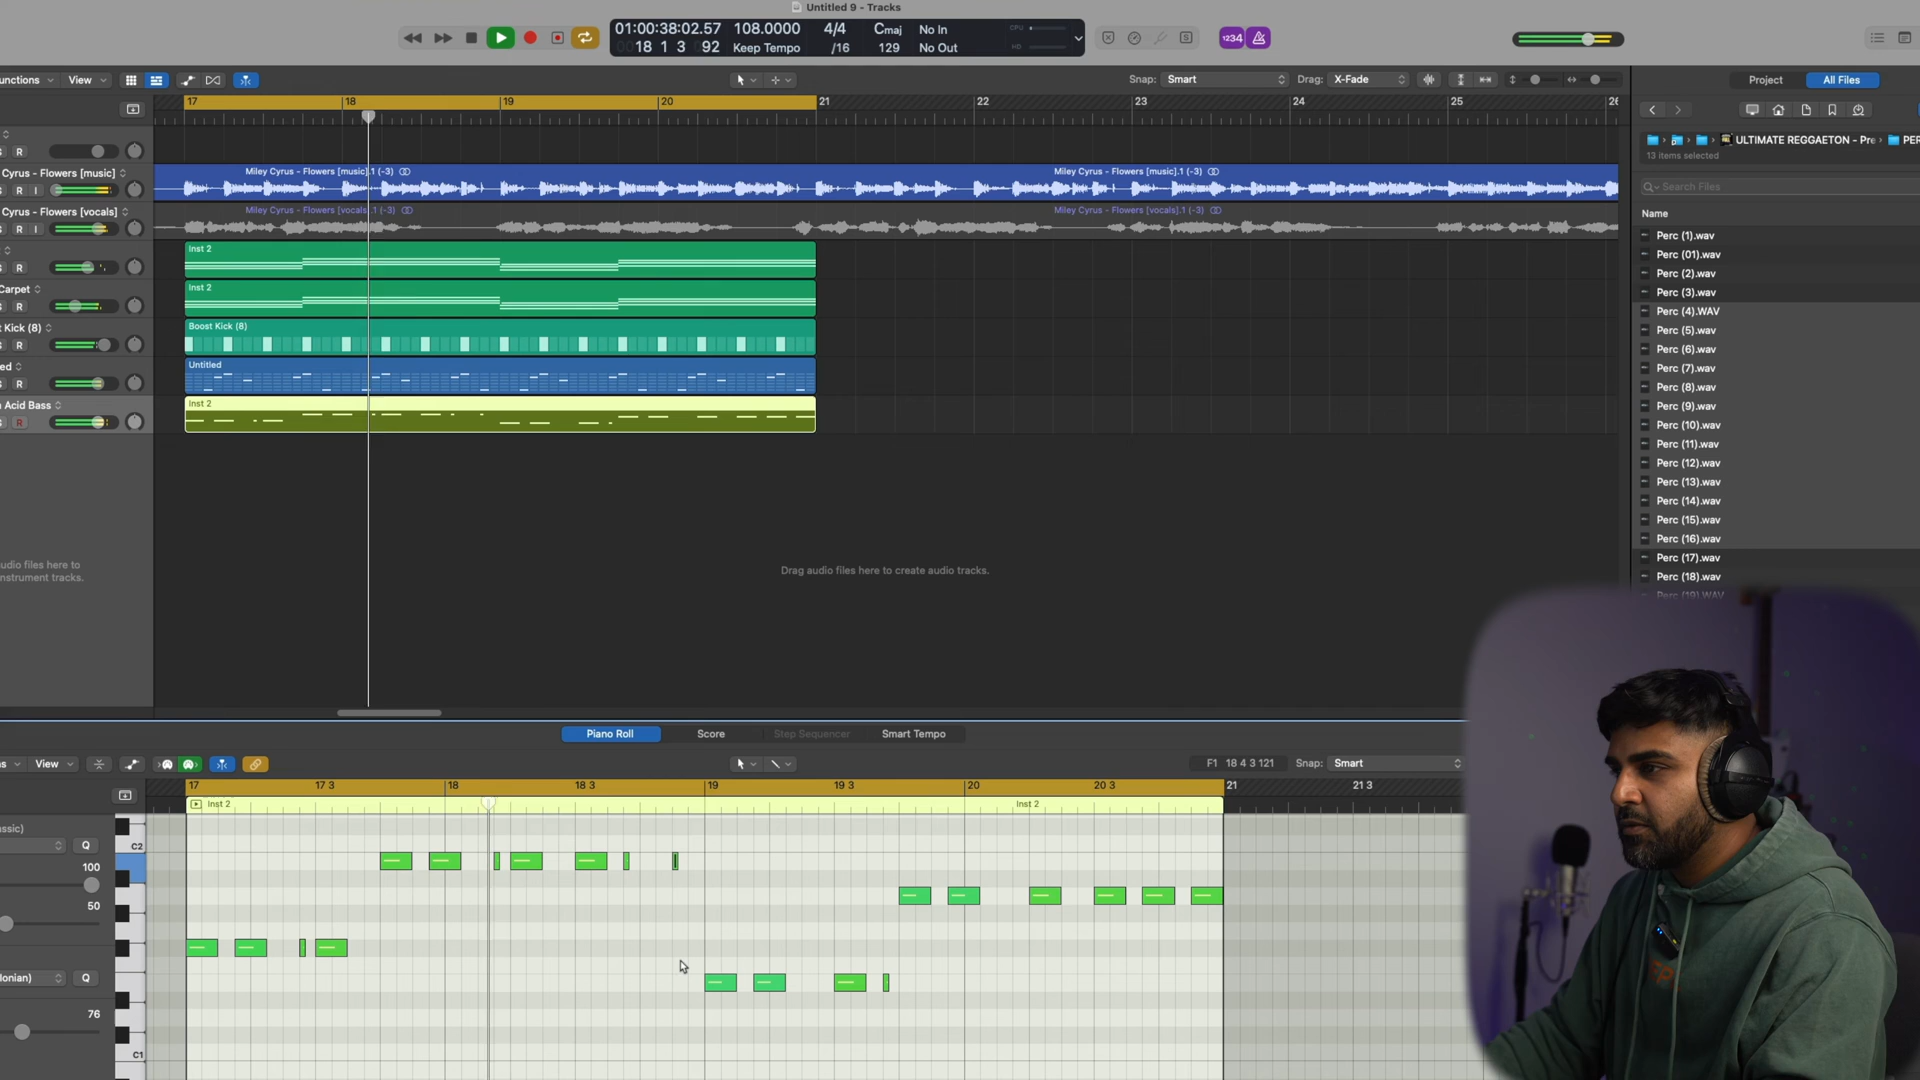 Untitled 9 - Tracks
01:00:38:02.57
108.0000
4/4
Cmaj
No In
CPU
18 1 3 92
Keep Tempo
/16
129
No Out
HD
1234
unctions
View
Snap:
Smart
Drag:
X-Fade
Project
All Files
17
18
19
20
21
22
23
24
25
26
ULTIMATE REGGAETON - Pre
PER
13 items selected
Search Files
Name
Perc (1).wav
Perc (01).wav
Perc (2).wav
Perc (3).wav
Perc (4).WAV
Perc (5).wav
Perc (6).wav
Perc (7).wav
Perc (8).wav
Perc (9).wav
Perc (10).wav
Perc (11).wav
Perc (12).wav
Perc (13).wav
Perc (14).wav
Perc (15).wav
Perc (16).wav
Perc (17).wav
Perc (18).wav
Perc (19).WAV
R
Cyrus - Flowers [music]
R I
Miley Cyrus - Flowers [music].1 (-3)
Miley Cyrus - Flowers [music].1 (-3)
Cyrus - Flowers [vocals]
R I
Miley Cyrus - Flowers [vocals].1 (-3)
Miley Cyrus - Flowers [vocals].1 (-3)
R
Inst 2
Carpet
R
Inst 2
t Kick (8)
R
Boost Kick (8)
ed
R
Untitled
Acid Bass
R
Inst 2
udio files here to
nstrument tracks.
Drag audio files here to create audio tracks.
Piano Roll
Score
Step Sequencer
Smart Tempo
ns
View
F1 18 4 3 121
Snap:
Smart
17
17 3
18
18 3
19
19 3
20
20 3
21
21 3
Inst 2
Inst 2
assic)
Q
100
50
onian)
Q
76
C2
C1